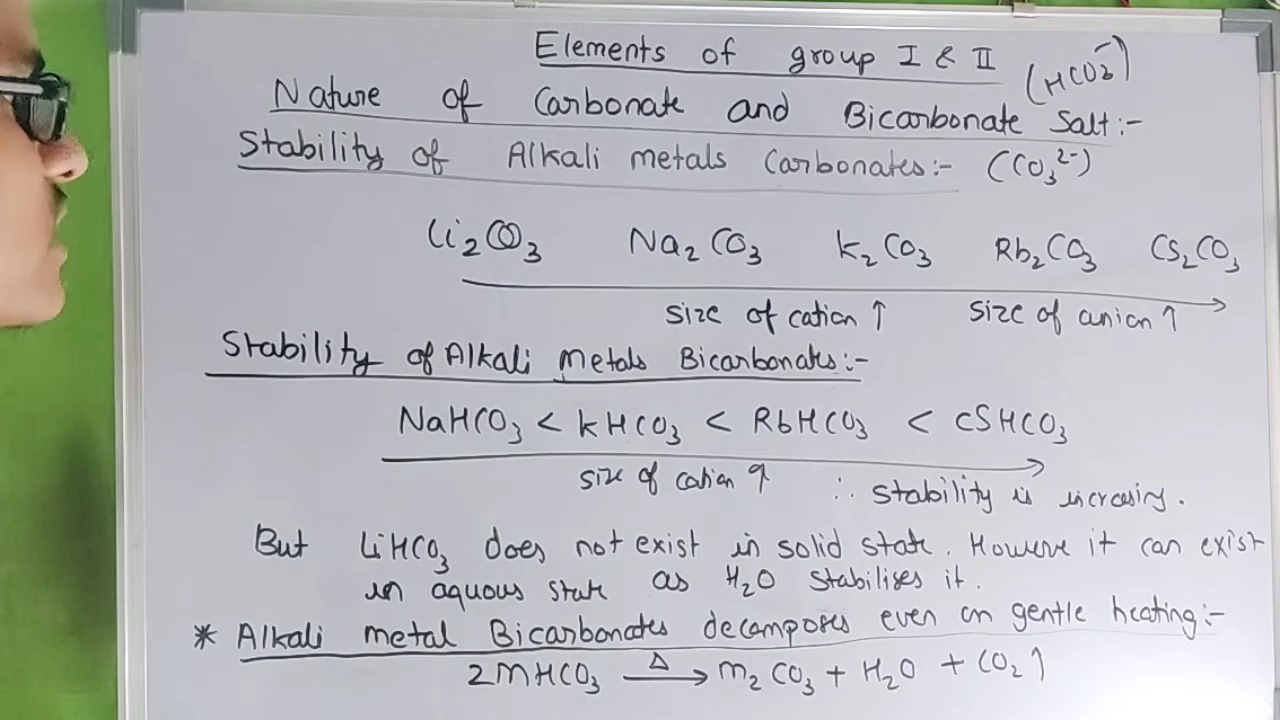 Elements of group I & II
(HCO3⁻)
Nature of Carbonate and Bicarbonate Salt:-
Stability of Alkali metals Carbonates:- (CO₃²⁻)
Li₂CO₃ Na₂CO₃ K₂CO₃ Rb₂CO₃ Cs₂CO₃
size of cation ↑ size of anion ↑
Stability of Alkali Metals Bicarbonates:-
NaHCO₃ < KHCO₃ < RbHCO₃ < CSHCO₃
size of cation ↑ ∴ stability is incresing.
But LiHCO₃ does not exist in solid state. However it can exist
in aquous state as H₂O stabilises it.
* Alkali metal Bicarbonates decomposes even on gentle heating:-
2MHCO₃ —Δ→ M₂CO₃ + H₂O + CO₂↑